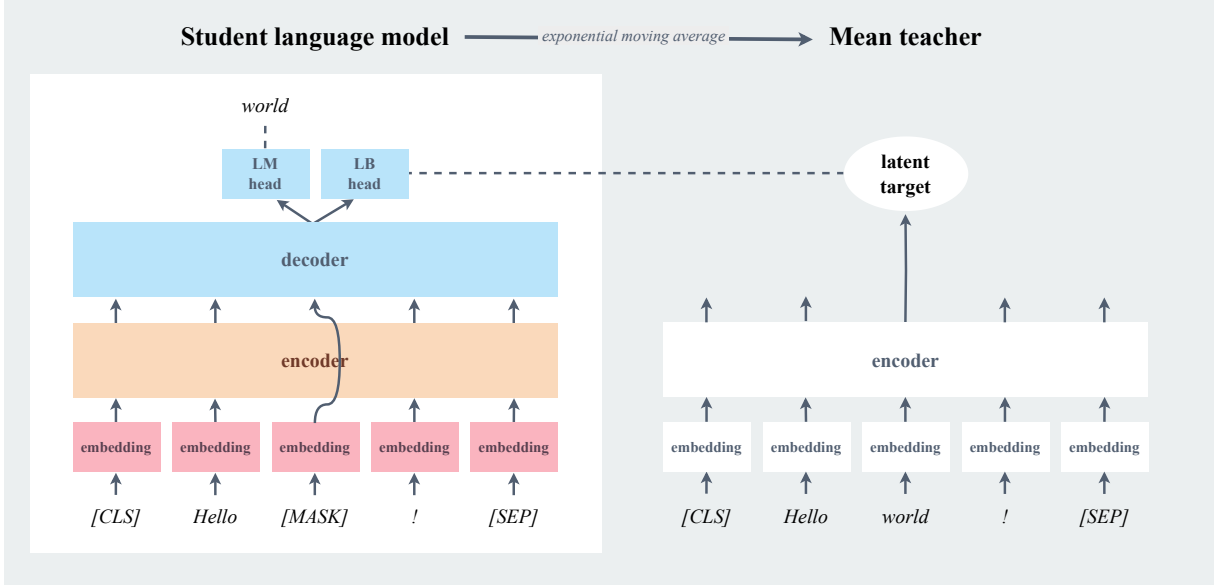 Student language model exponential moving average Mean teacher
world
LM
head
LB
head
latent
target
decoder
encoder
encoder
embedding embedding embedding embedding embedding
embedding embedding embedding embedding embedding
[CLS] Hello [MASK] ! [SEP]
[CLS] Hello world ! [SEP]